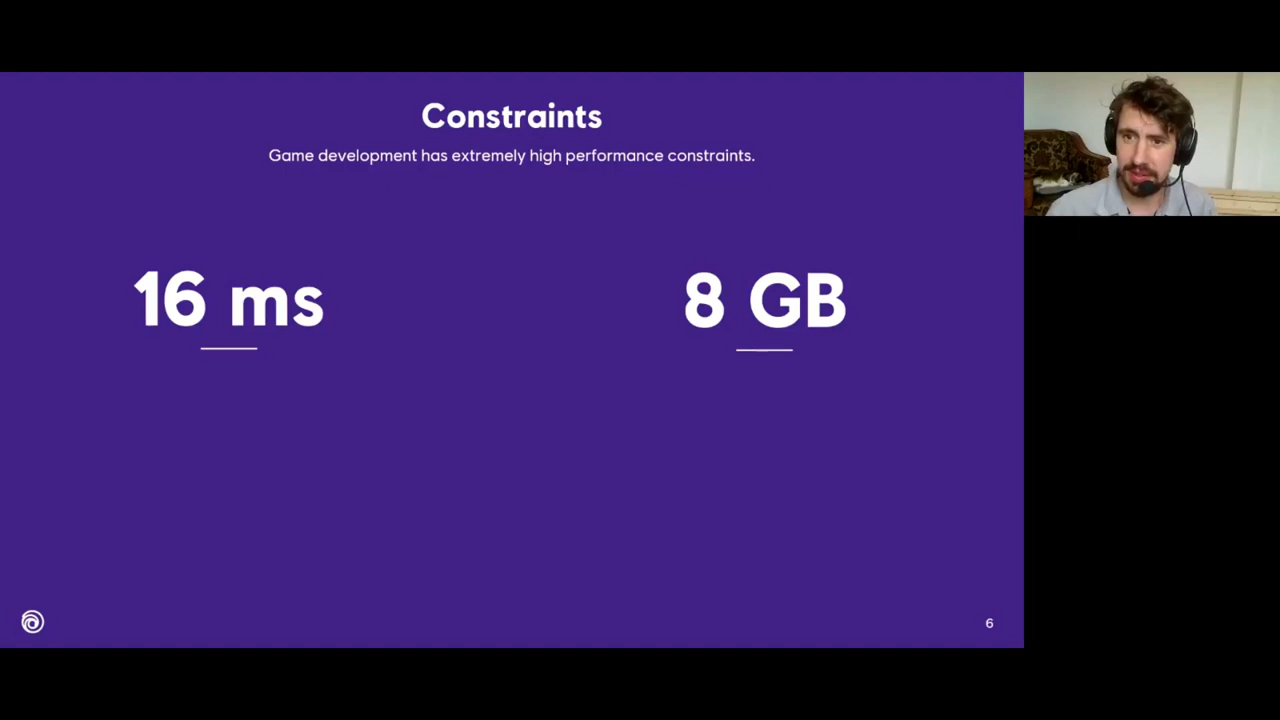 Constraints
Game development has extremely high performance constraints.
16 ms
8 GB
6